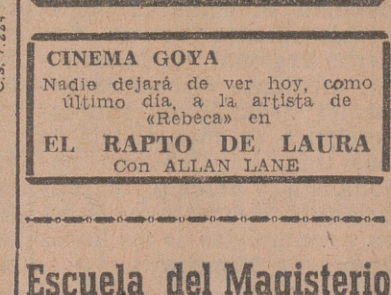 CINEMA GOYA
Nadie dejará de ver hoy, como
último día, a la artista de
«Rebeca» en
EL RAPTO DE LAURA
Con ALLAN LANE
Escuela del Magisterio